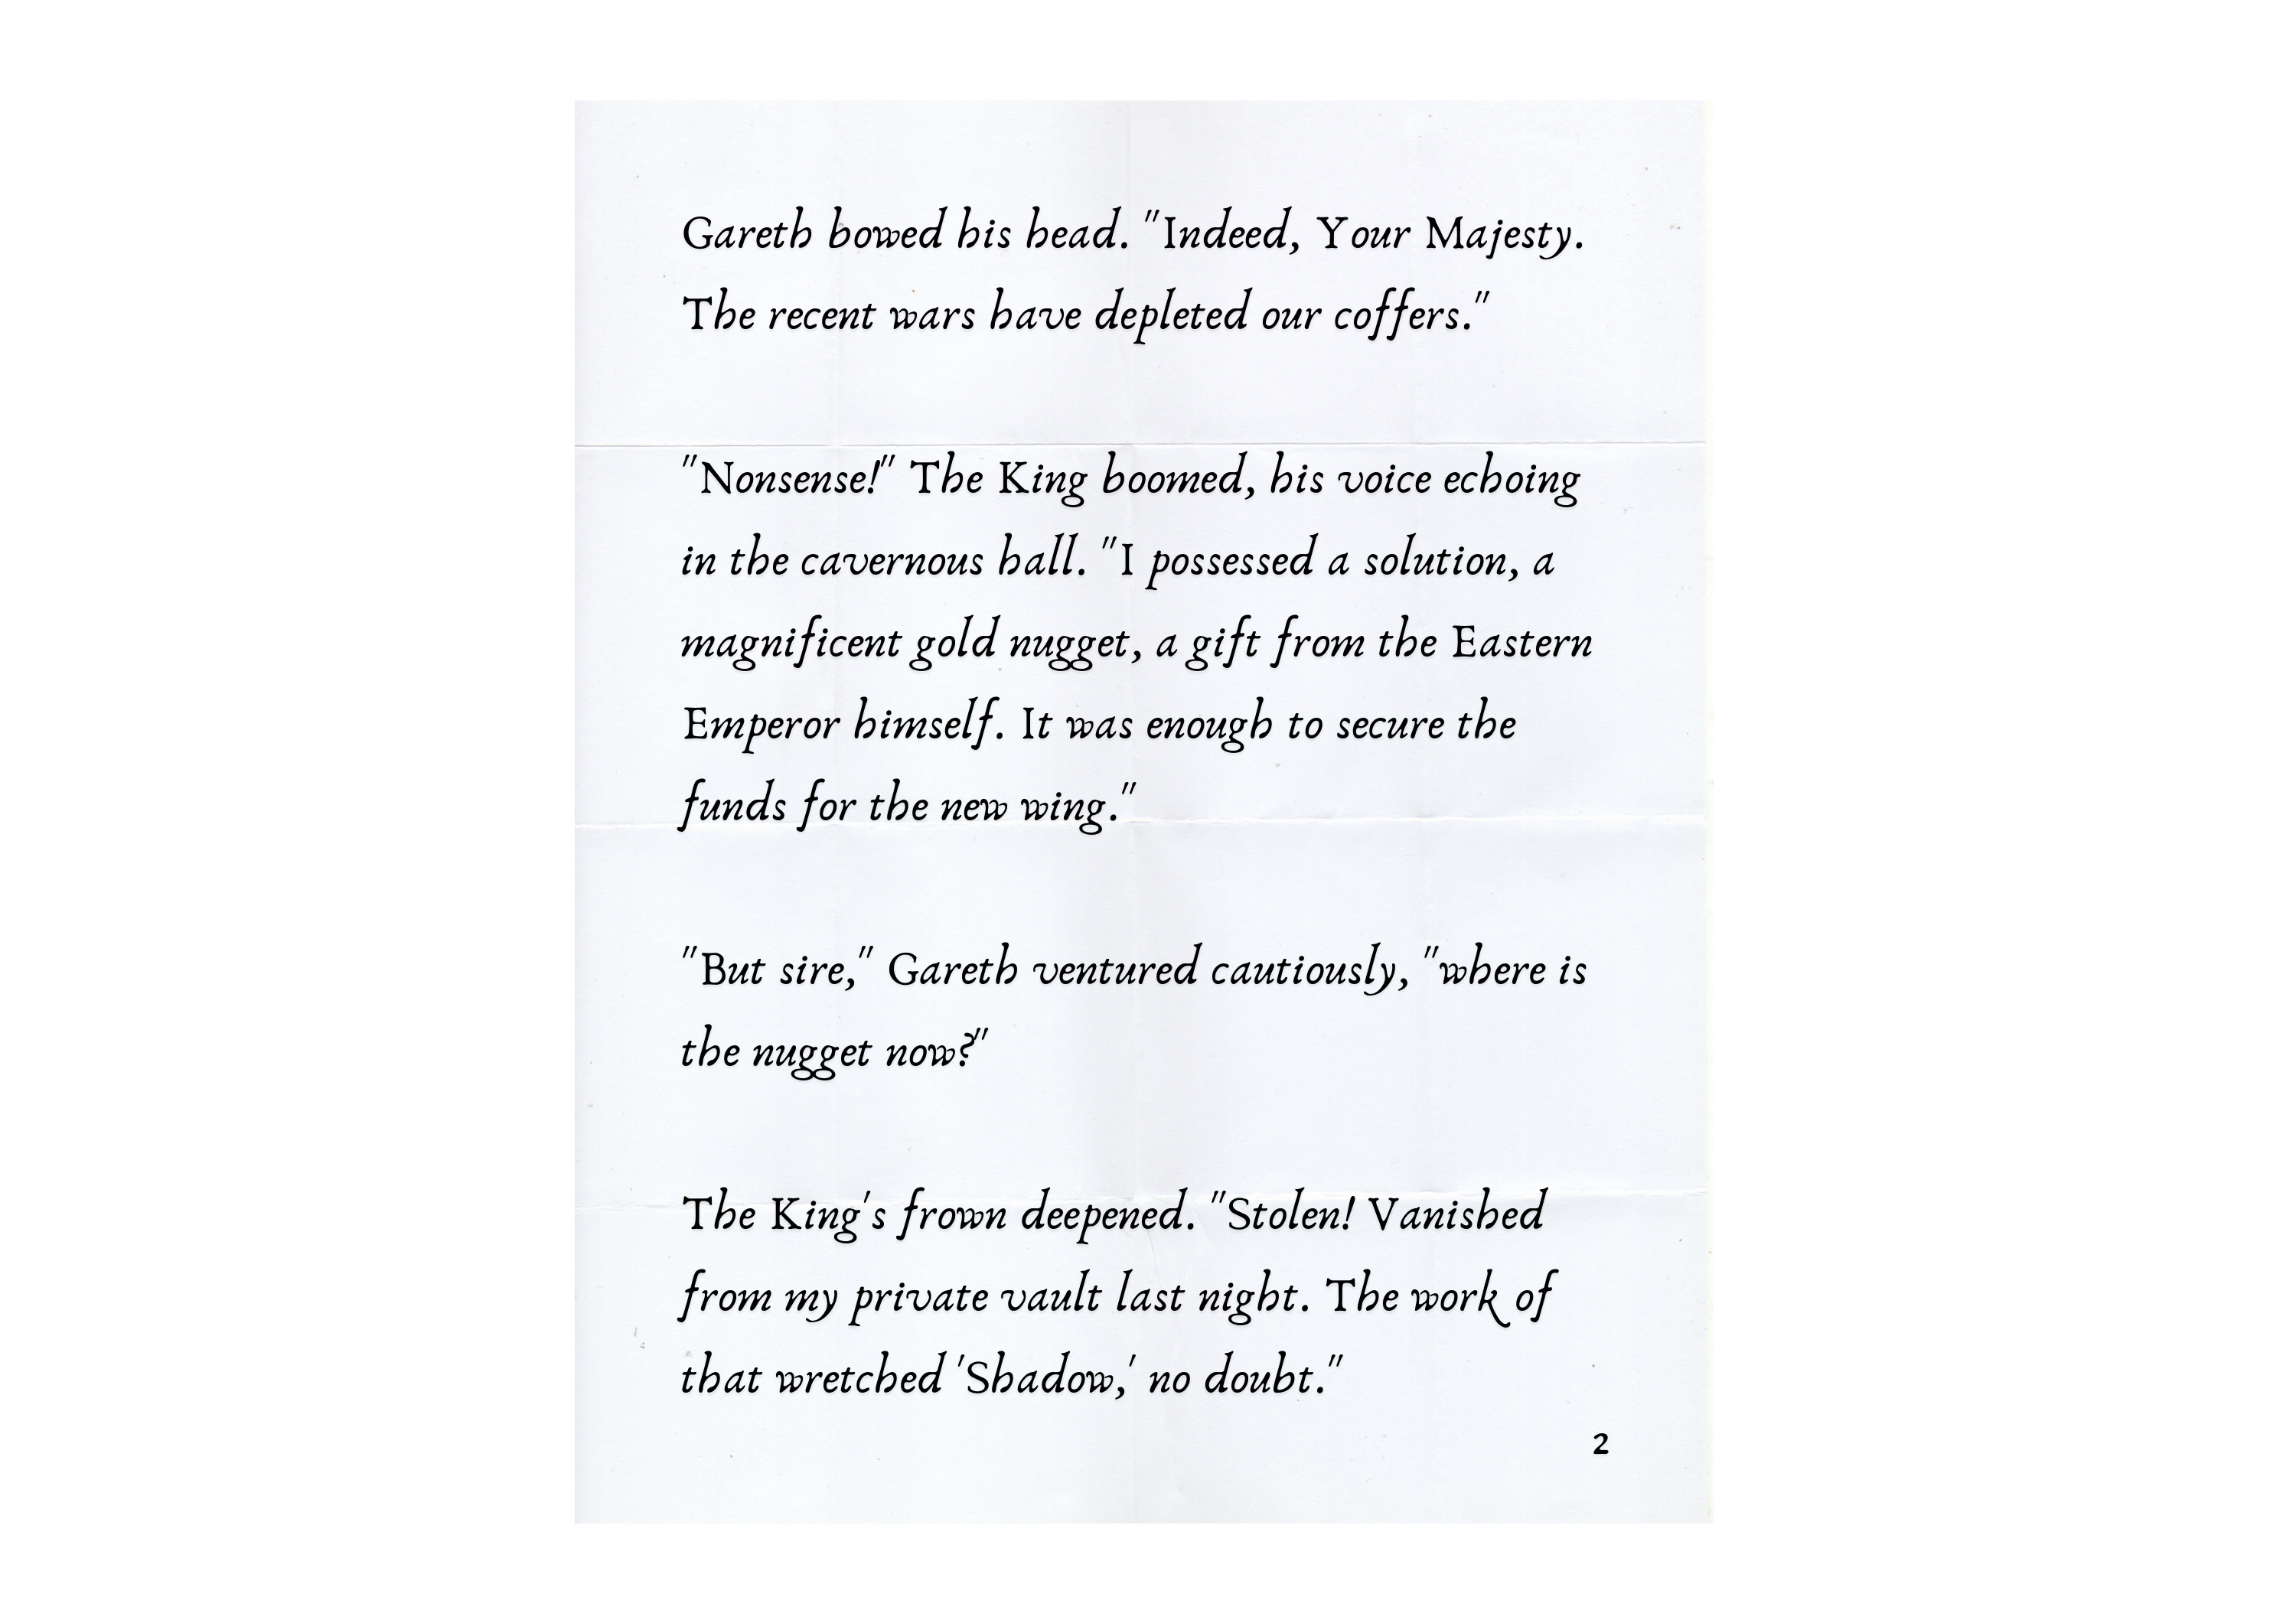 Gareth bowed his head. "Indeed, Your Majesty.
The recent wars have depleted our coffers."
"Nonsense!" The King boomed, his voice echoing
in the cavernous hall. "I possessed a solution, a
magnificent gold nugget, a gift from the Eastern
Emperor himself. It was enough to secure the
funds for the new wing."
"But sire," Gareth ventured cautiously, "where is
the nugget now?"
The King's frown deepened. "Stolen! Vanished
from my private vault last night. The work of
that wretched 'Shadow,' no doubt."
2